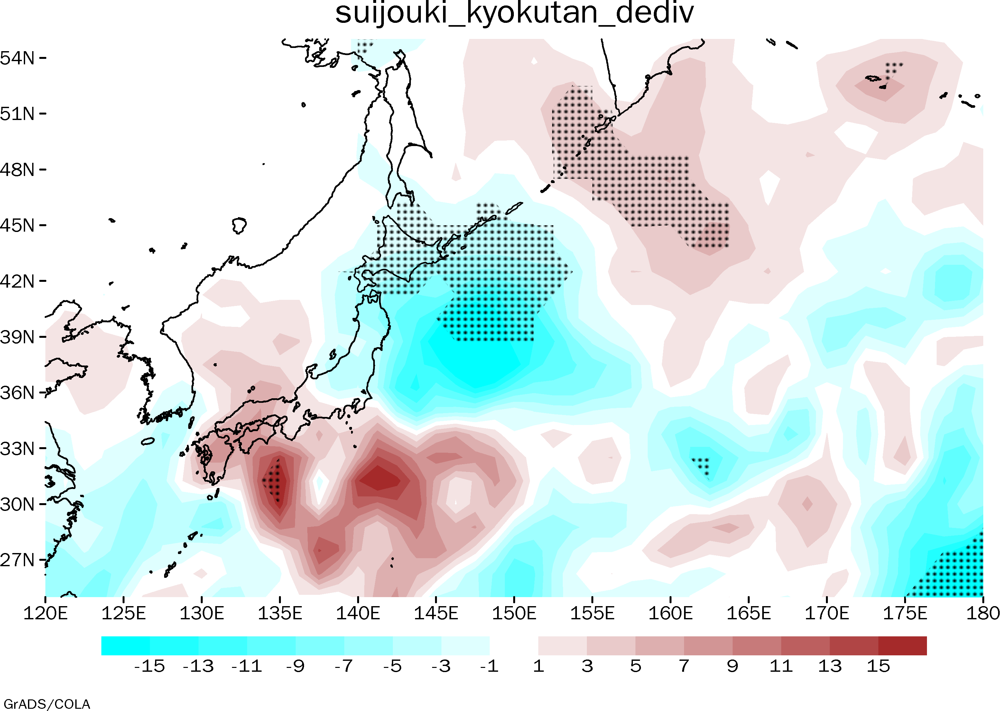 suijouki_kyokutan_dediv
54N
51N
48N
45N
42N
39N
36N
33N
30N
27N
120E 125E 130E 135E 140E 145E 150E 155E 160E 165E 170E 175E 180
-15 -13 -11 -9 -7 -5 -3 -1 1 3 5 7 9 11 13 15
GrADS/COLA